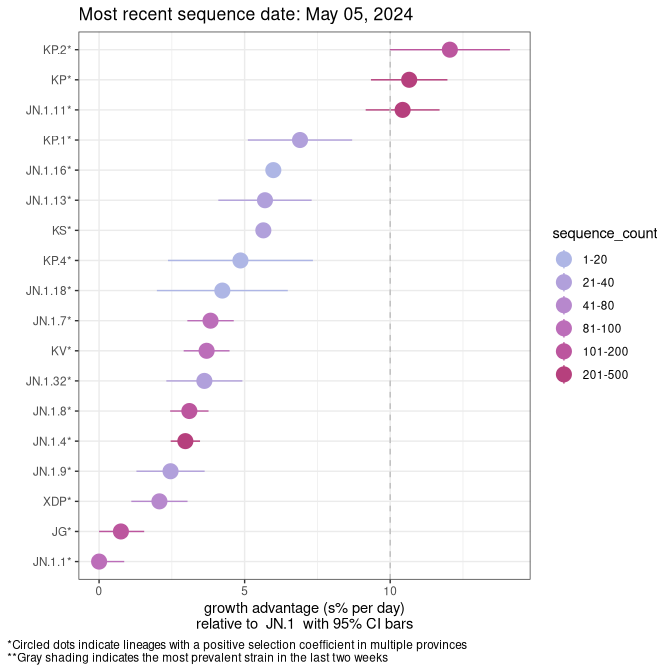 Most recent sequence date: May 05, 2024
KP.2*
KP*
JN.1.11*
KP.1*
JN.1.16*
JN.1.13*
KS*
KP.4*
JN.1.18*
JN.1.7*
KV*
JN.1.32*
JN.1.8*
JN.1.4*
JN.1.9*
XDP*
JG*
JN.1.1*
0 5 10
growth advantage (s% per day)
relative to JN.1 with 95% CI bars
sequence_count
1-20
21-40
41-80
81-100
101-200
201-500
*Circled dots indicate lineages with a positive selection coefficient in multiple provinces
**Gray shading indicates the most prevalent strain in the last two weeks